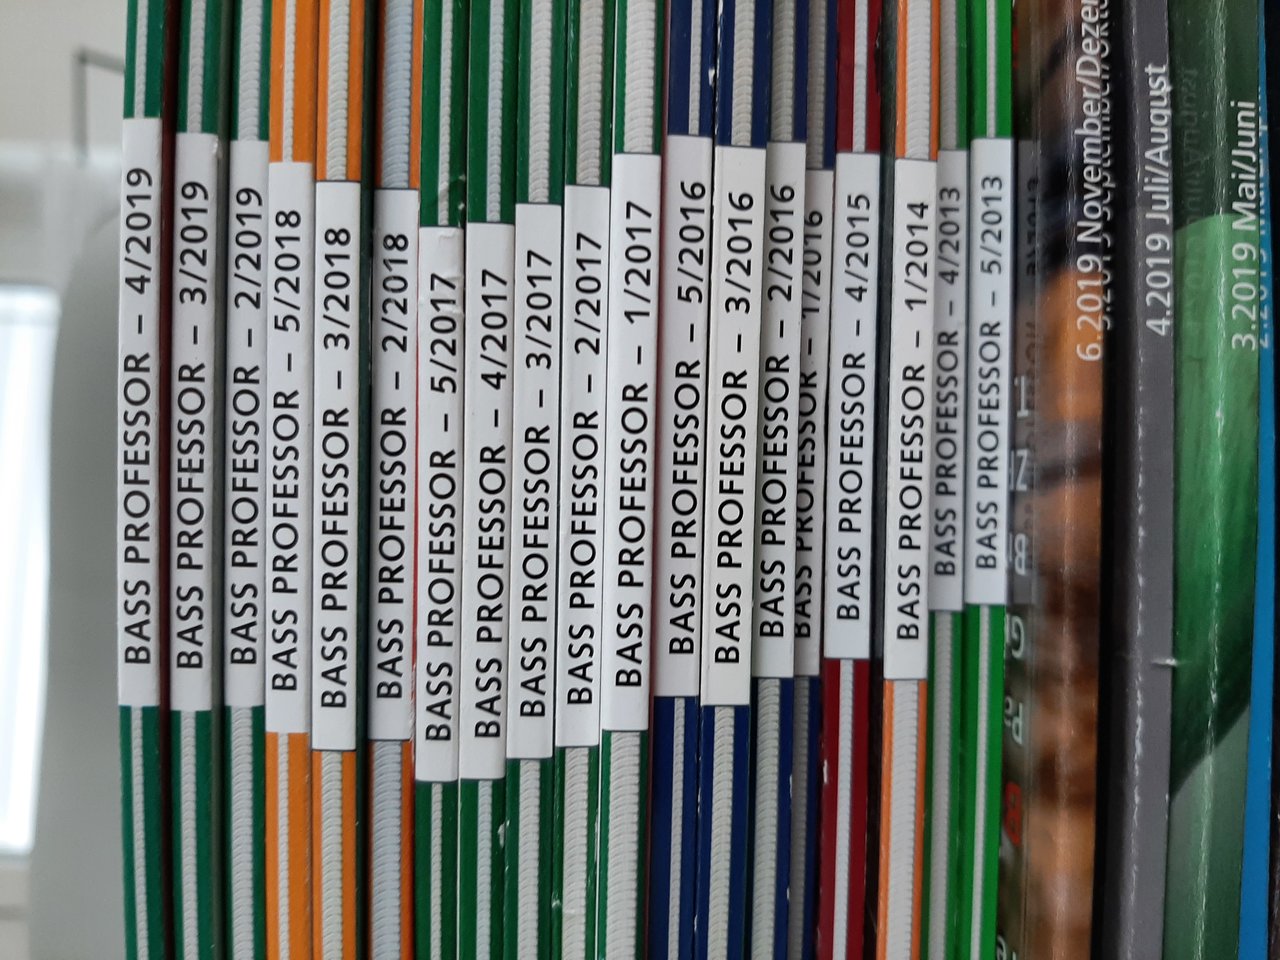 BASS PROFESSOR – 4/2019
BASS PROFESSOR – 3/2019
BASS PROFESSOR – 2/2019
BASS PROFESSOR – 5/2018
BASS PROFESSOR – 3/2018
BASS PROFESSOR – 2/2018
BASS PROFESSOR – 5/2017
BASS PROFESSOR – 4/2017
BASS PROFESSOR – 3/2017
BASS PROFESSOR – 2/2017
BASS PROFESSOR – 1/2017
BASS PROFESSOR – 5/2016
BASS PROFESSOR – 3/2016
BASS PROFESSOR – 2/2016
BASS PROFESSOR – 1/2016
BASS PROFESSOR – 4/2015
BASS PROFESSOR – 1/2014
BASS PROFESSOR – 4/2013
BASS PROFESSOR – 5/2013
6.2019 November/Dezem
4.2019 Juli/August
3.2019 Mai/Juni